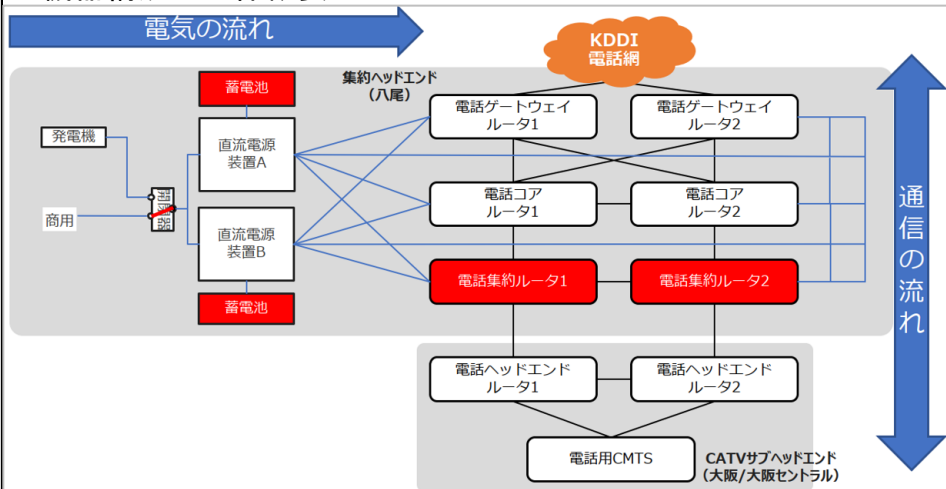 電気の流れ
KDDI
電話網
集約ヘッドエンド
（八尾）
蓄電池
電話ゲートウェイ
ルータ1
電話ゲートウェイ
ルータ2
発電機
直流電源
装置A
開閉器
商用
電話コア
ルータ1
電話コア
ルータ2
通信の流れ
直流電源
装置B
電話集約ルータ1
電話集約ルータ2
蓄電池
電話ヘッドエンド
ルータ1
電話ヘッドエンド
ルータ2
電話用CMTS
CATVサブヘッドエンド
（大阪/大阪セントラル）